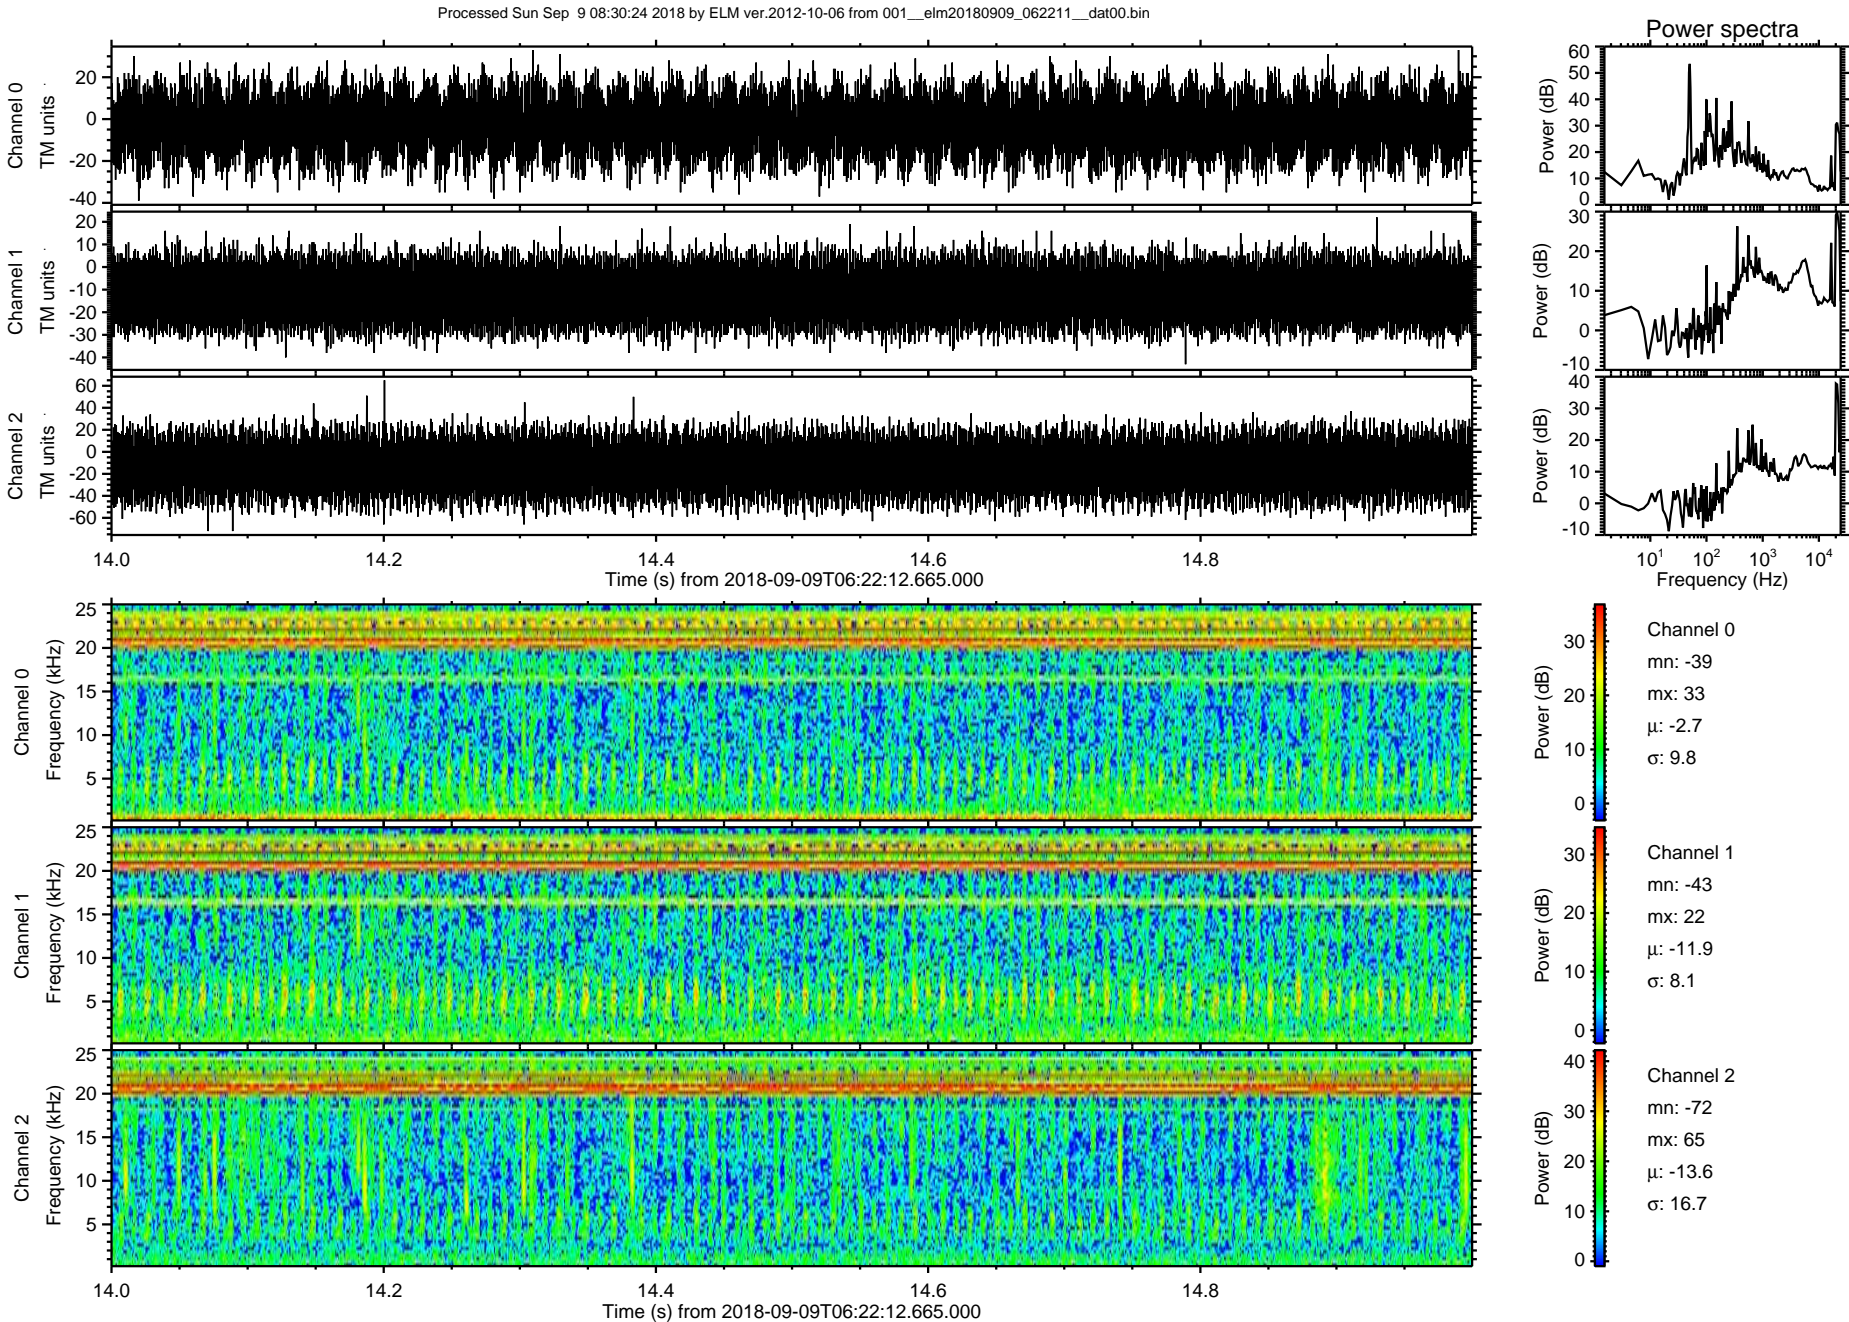 Processed Sun Sep  9 08:30:24 2018 by ELM ver.2012-10-06 from 001__elm20180909_062211__dat00.bin
Power spectra
Channel 0
TM units
20
0
-20
-40
Power (dB)
60
50
40
30
20
10
0
Channel 1
TM units
20
10
0
-10
-20
-30
-40
Power (dB)
30
20
10
0
-10
Channel 2
TM units
60
40
20
0
-20
-40
-60
Power (dB)
40
30
20
10
0
-10
14.0 14.2 14.4 14.6 14.8
Time (s) from 2018-09-09T06:22:12.665.000
10^1 10^2 10^3 10^4
Frequency (Hz)
Channel 0
Frequency (kHz)
25
20
15
10
5
Power (dB)
30
20
10
0
Channel 0
mn: -39
mx: 33
μ: -2.7
σ: 9.8
Channel 1
Frequency (kHz)
25
20
15
10
5
Power (dB)
30
20
10
0
Channel 1
mn: -43
mx: 22
μ: -11.9
σ: 8.1
Channel 2
Frequency (kHz)
25
20
15
10
5
Power (dB)
40
30
20
10
0
Channel 2
mn: -72
mx: 65
μ: -13.6
σ: 16.7
14.0 14.2 14.4 14.6 14.8
Time (s) from 2018-09-09T06:22:12.665.000